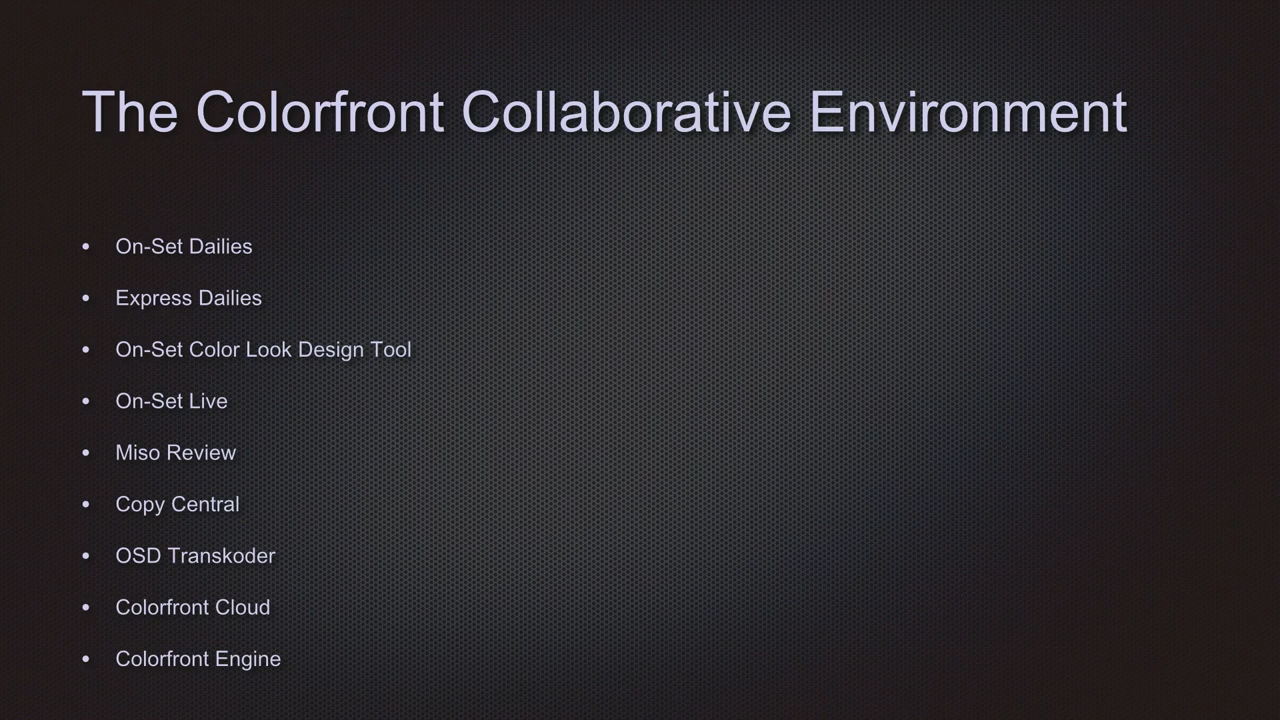 The Colorfront Collaborative Environment
• On-Set Dailies
• Express Dailies
• On-Set Color Look Design Tool
• On-Set Live
• Miso Review
• Copy Central
• OSD Transkoder
• Colorfront Cloud
• Colorfront Engine